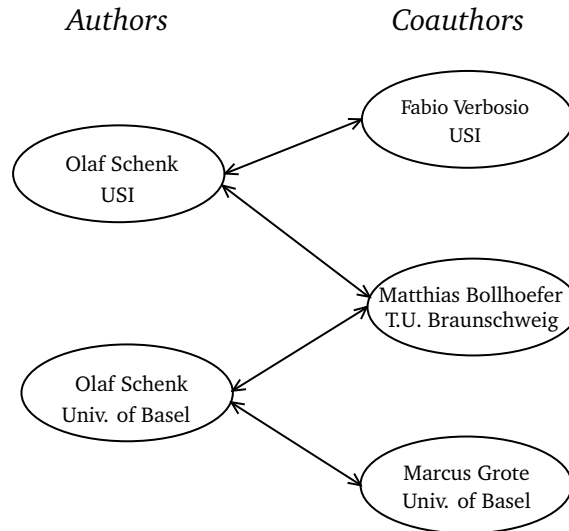 Authors
Coauthors
Fabio Verbosio
USI
Olaf Schenk
USI
Matthias Bollhoefer
T.U. Braunschweig
Olaf Schenk
Univ. of Basel
Marcus Grote
Univ. of Basel